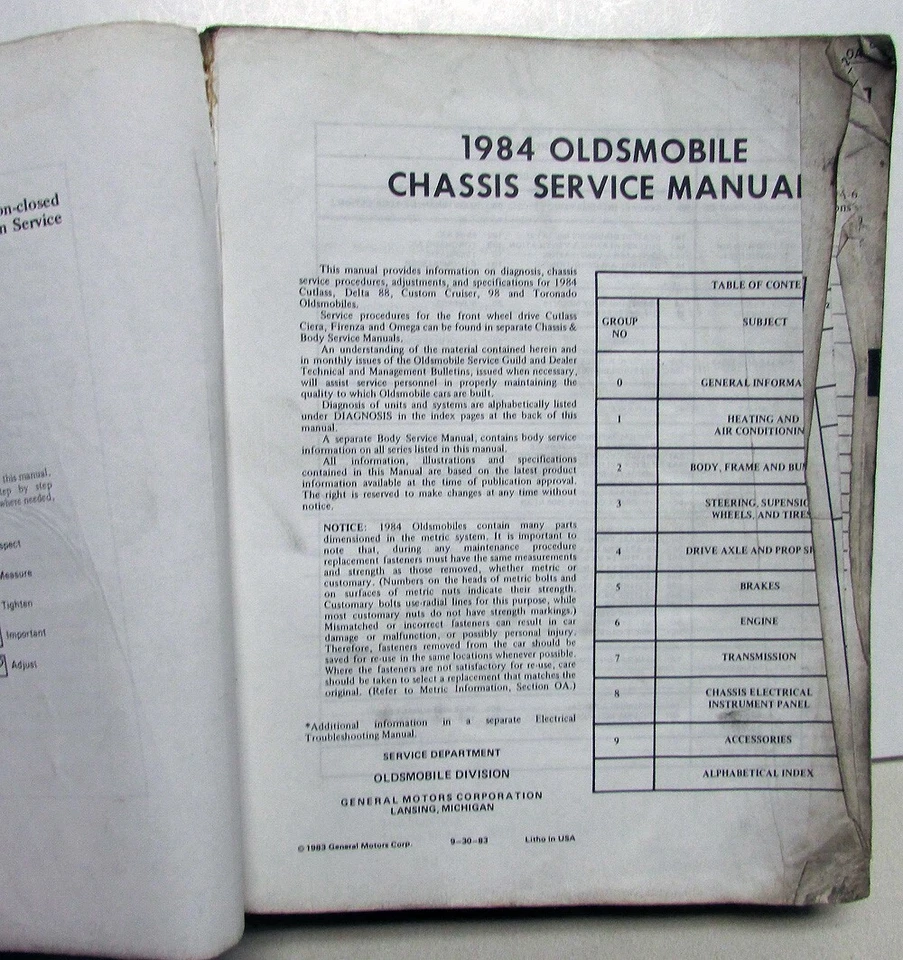 on-closed
n Service
this manual,
tep by step
where needed,
spect
Measure
Tighten
Important
Adjust
1984 OLDSMOBILE
CHASSIS SERVICE MANUAL
This manual provides information on diagnosis, chassis
service procedures, adjustments, and specifications for 1984
Cutlass, Delta 88, Custom Cruiser, 98 and Toronado
Oldsmobiles.
Service procedures for the front wheel drive Cutlass
Ciera, Firenza and Omega can be found in separate Chassis &
Body Service Manuals.
An understanding of the material contained herein and
in monthly issues of the Oldsmobile Service Guild and Dealer
Technical and Management Bulletins, issued when necessary,
will assist service personnel in properly maintaining the
quality to which Oldsmobile cars are built.
Diagnosis of units and systems are alphabetically listed
under DIAGNOSIS in the index pages at the back of this
manual.
A separate Body Service Manual, contains body service
information on all series listed in this manual.
All information, illustrations and specifications
contained in this Manual are based on the latest product
information available at the time of publication approval.
The right is reserved to make changes at any time without
notice.
NOTICE: 1984 Oldsmobiles contain many parts
dimensioned in the metric system. It is important to
note that, during any maintenance procedure
replacement fasteners must have the same measurements
and strength as those removed, whether metric or
customary. (Numbers on the heads of metric bolts and
on surfaces of metric nuts indicate their strength.
Customary bolts use radial lines for this purpose, while
most customary nuts do not have strength markings.)
Mismatched or incorrect fasteners can result in car
damage or malfunction, or possibly personal injury.
Therefore, fasteners removed from the car should be
saved for re-use in the same locations whenever possible.
Where the fasteners are not satisfactory for re-use, care
should be taken to select a replacement that matches the
original. (Refer to Metric Information, Section OA.)
*Additional information in a separate Electrical
Troubleshooting Manual.
SERVICE DEPARTMENT
OLDSMOBILE DIVISION
GENERAL MOTORS CORPORATION
LANSING, MICHIGAN
© 1983 General Motors Corp. 9-30-83 Litho in USA
TABLE OF CONTE
GROUP
NO
SUBJECT
0 GENERAL INFORMA
1 HEATING AND
AIR CONDITIONIN
2 BODY, FRAME AND BU
3 STEERING, SUPENSIO
WHEELS, AND TIRES
4 DRIVE AXLE AND PROP S
5 BRAKES
6 ENGINE
7 TRANSMISSION
8 CHASSIS ELECTRICAL
INSTRUMENT PANEL
9 ACCESSORIES
ALPHABETICAL INDEX